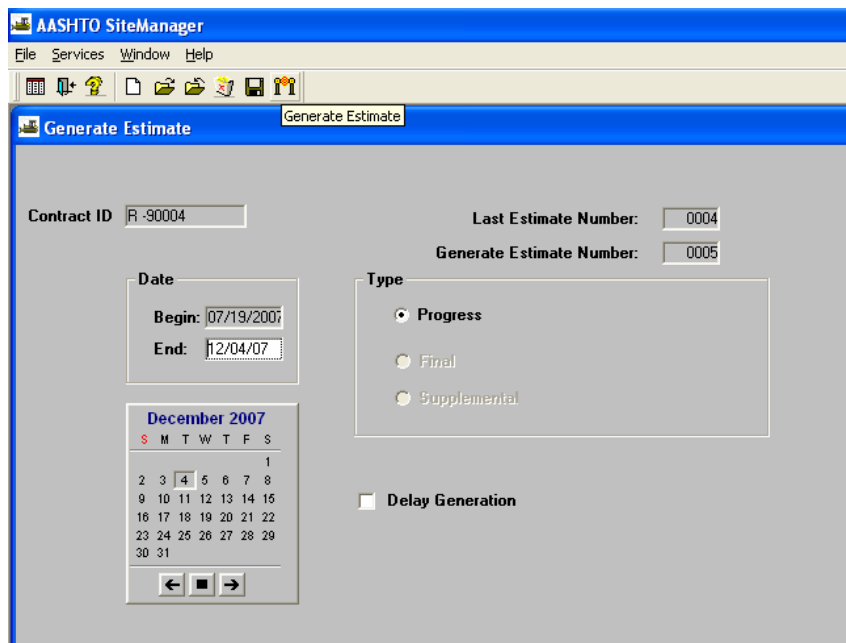 AASHTO SiteManager
File Services Window Help
Generate Estimate
Generate Estimate
Contract ID R -90004
Last Estimate Number: 0004
Generate Estimate Number: 0005
Date
Begin: 07/19/2007
End: 12/04/07
Type
Progress
Final
Supplemental
December 2007
S M T W T F S
1
2 3 4 5 6 7 8
9 10 11 12 13 14 15
16 17 18 19 20 21 22
23 24 25 26 27 28 29
30 31
Delay Generation